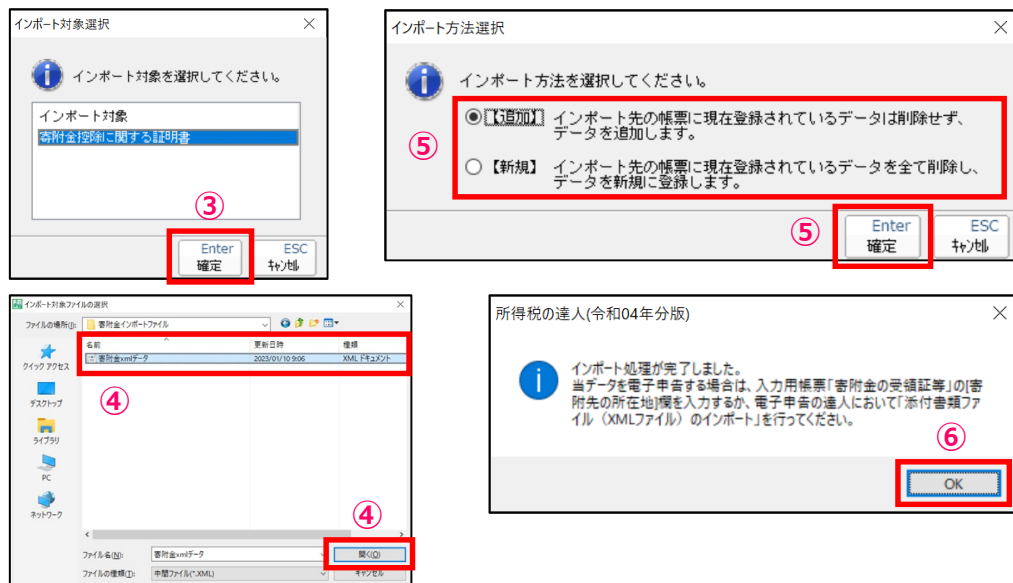 インポート対象選択
インポート対象を選択してください。
インポート対象
寄附金控除に関する証明書
③
Enter
確定
ESC
ｷｬﾝｾﾙ
インポート方法選択
インポート方法を選択してください。
【追加】 インポート先の帳票に現在登録されているデータは削除せず、
データを追加します。
⑤
【新規】 インポート先の帳票に現在登録されているデータを全て削除し、
データを新規に登録します。
⑤
Enter
確定
ESC
ｷｬﾝｾﾙ
インポート対象ファイルの選択
ファイルの場所(I): 寄附金インポートファイル
名前 更新日時 種類
寄附金xmlデータ 2023/01/10 9:06 XML ドキュメント
クイック アクセス
④
デスクトップ
ライブラリ
PC
ネットワーク
④
ファイル名(N): 寄附金xmlデータ 開く(O)
ファイルの種類(T): 中間ファイル(*.XML) キャンセル
所得税の達人(令和04年分版)
インポート処理が完了しました。
当データを電子申告する場合は、入力用帳票「寄附金の受領証等」の[寄
附先の所在地]欄を入力するか、電子申告の達人において「添付書類ファ
イル（XMLファイル）のインポート」を行ってください。
⑥
OK